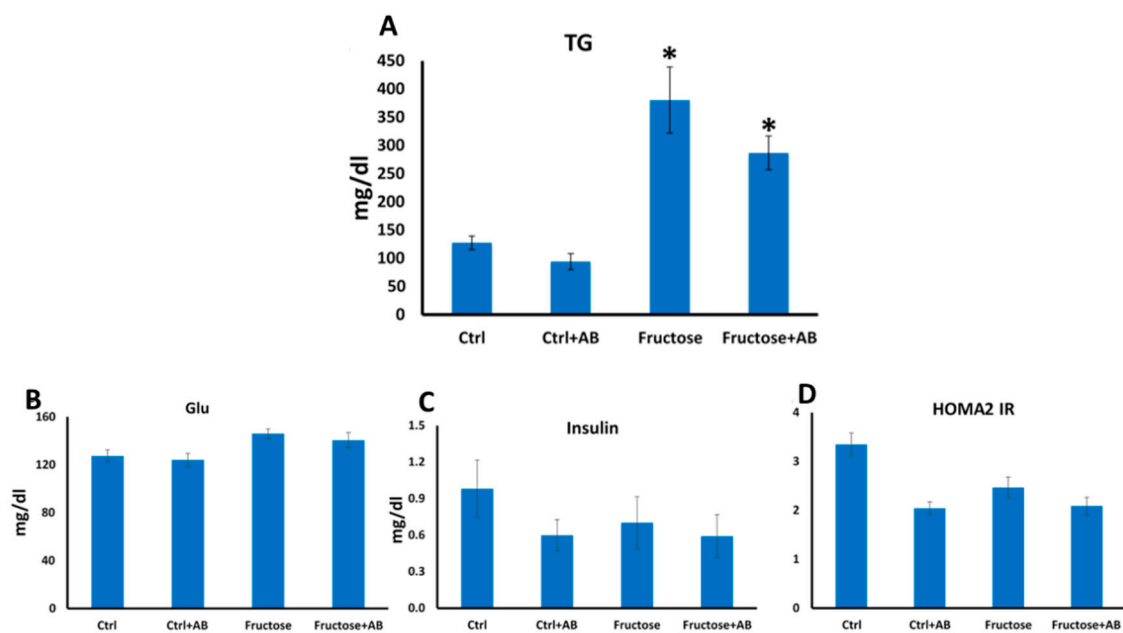 A
TG
mg/dl
450
400
350
300
250
200
150
100
50
0
*
*
Ctrl
Ctrl+AB
Fructose
Fructose+AB
B
Glu
mg/dl
160
120
80
40
0
Ctrl
Ctrl+AB
Fructose
Fructose+AB
C
Insulin
mg/dl
1.5
1.2
0.9
0.6
0.3
0.0
Ctrl
Ctrl+AB
Fructose
Fructose+AB
D
HOMA2 IR
4
3
2
1
0
Ctrl
Ctrl+AB
Fructose
Fructose+AB